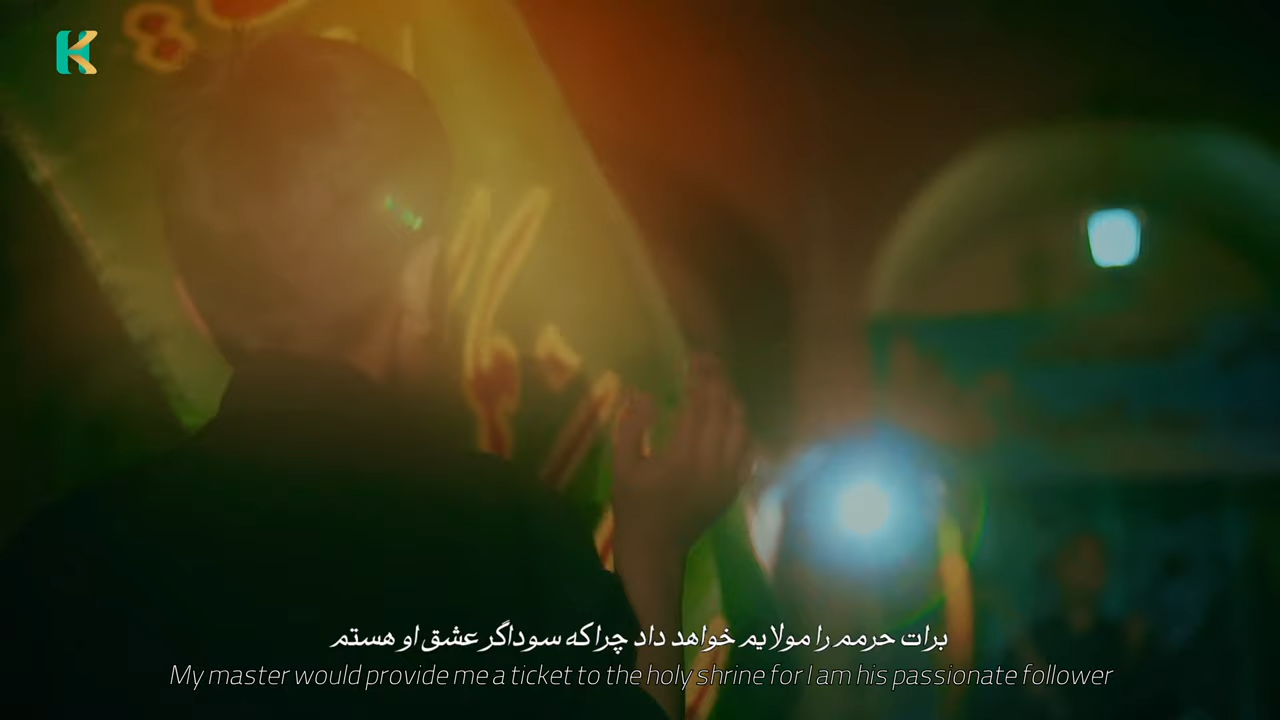 K
برات حرمم را مولایم خواهد داد چراکه سوداگر عشق او هستم
My master would provide me a ticket to the holy shrine for I am his passionate follower